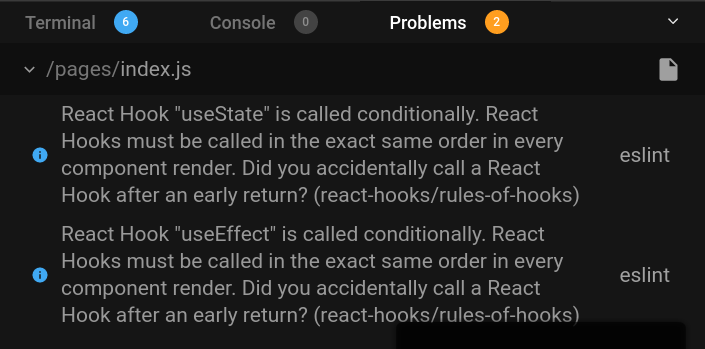 Terminal 6 Console 0 Problems 2
/pages/index.js
React Hook "useState" is called conditionally. React
Hooks must be called in the exact same order in every
component render. Did you accidentally call a React
Hook after an early return? (react-hooks/rules-of-hooks)
eslint
React Hook "useEffect" is called conditionally. React
Hooks must be called in the exact same order in every
component render. Did you accidentally call a React
Hook after an early return? (react-hooks/rules-of-hooks)
eslint